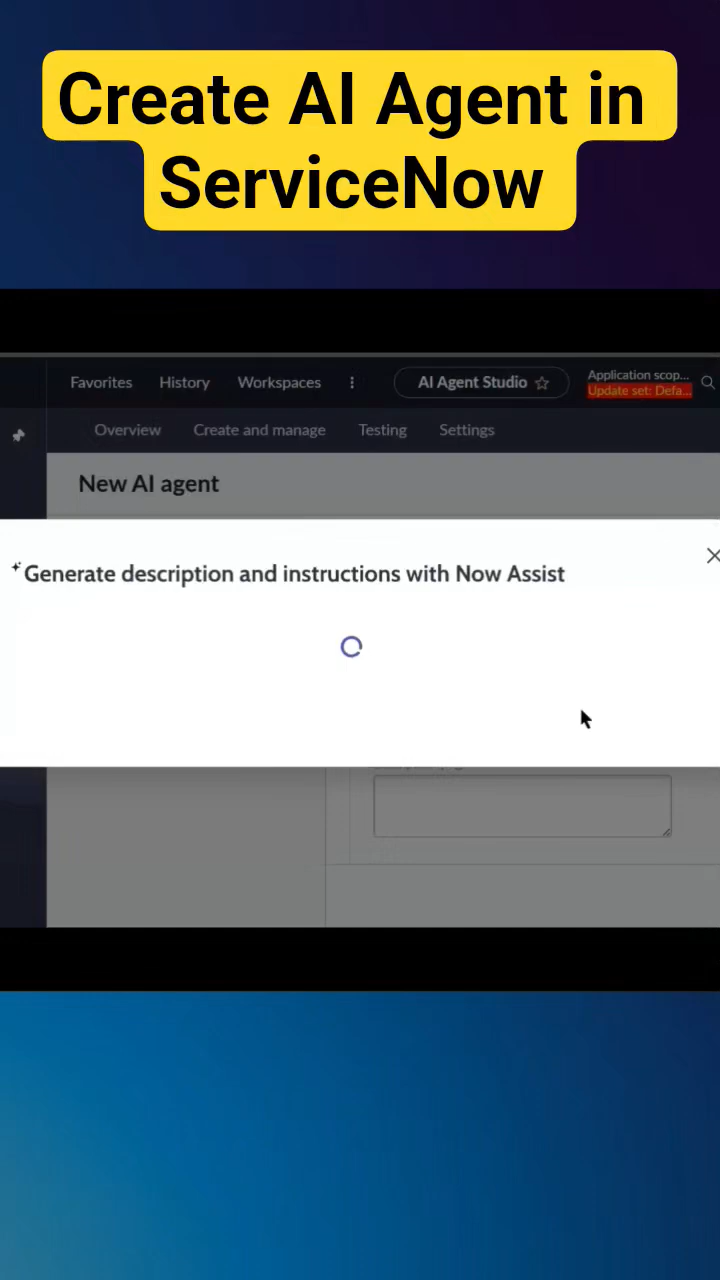 Create AI Agent in
ServiceNow
Favorites History Workspaces AI Agent Studio Application scop...
Update set: Defa...
Overview Create and manage Testing Settings
New AI agent
Generate description and instructions with Now Assist